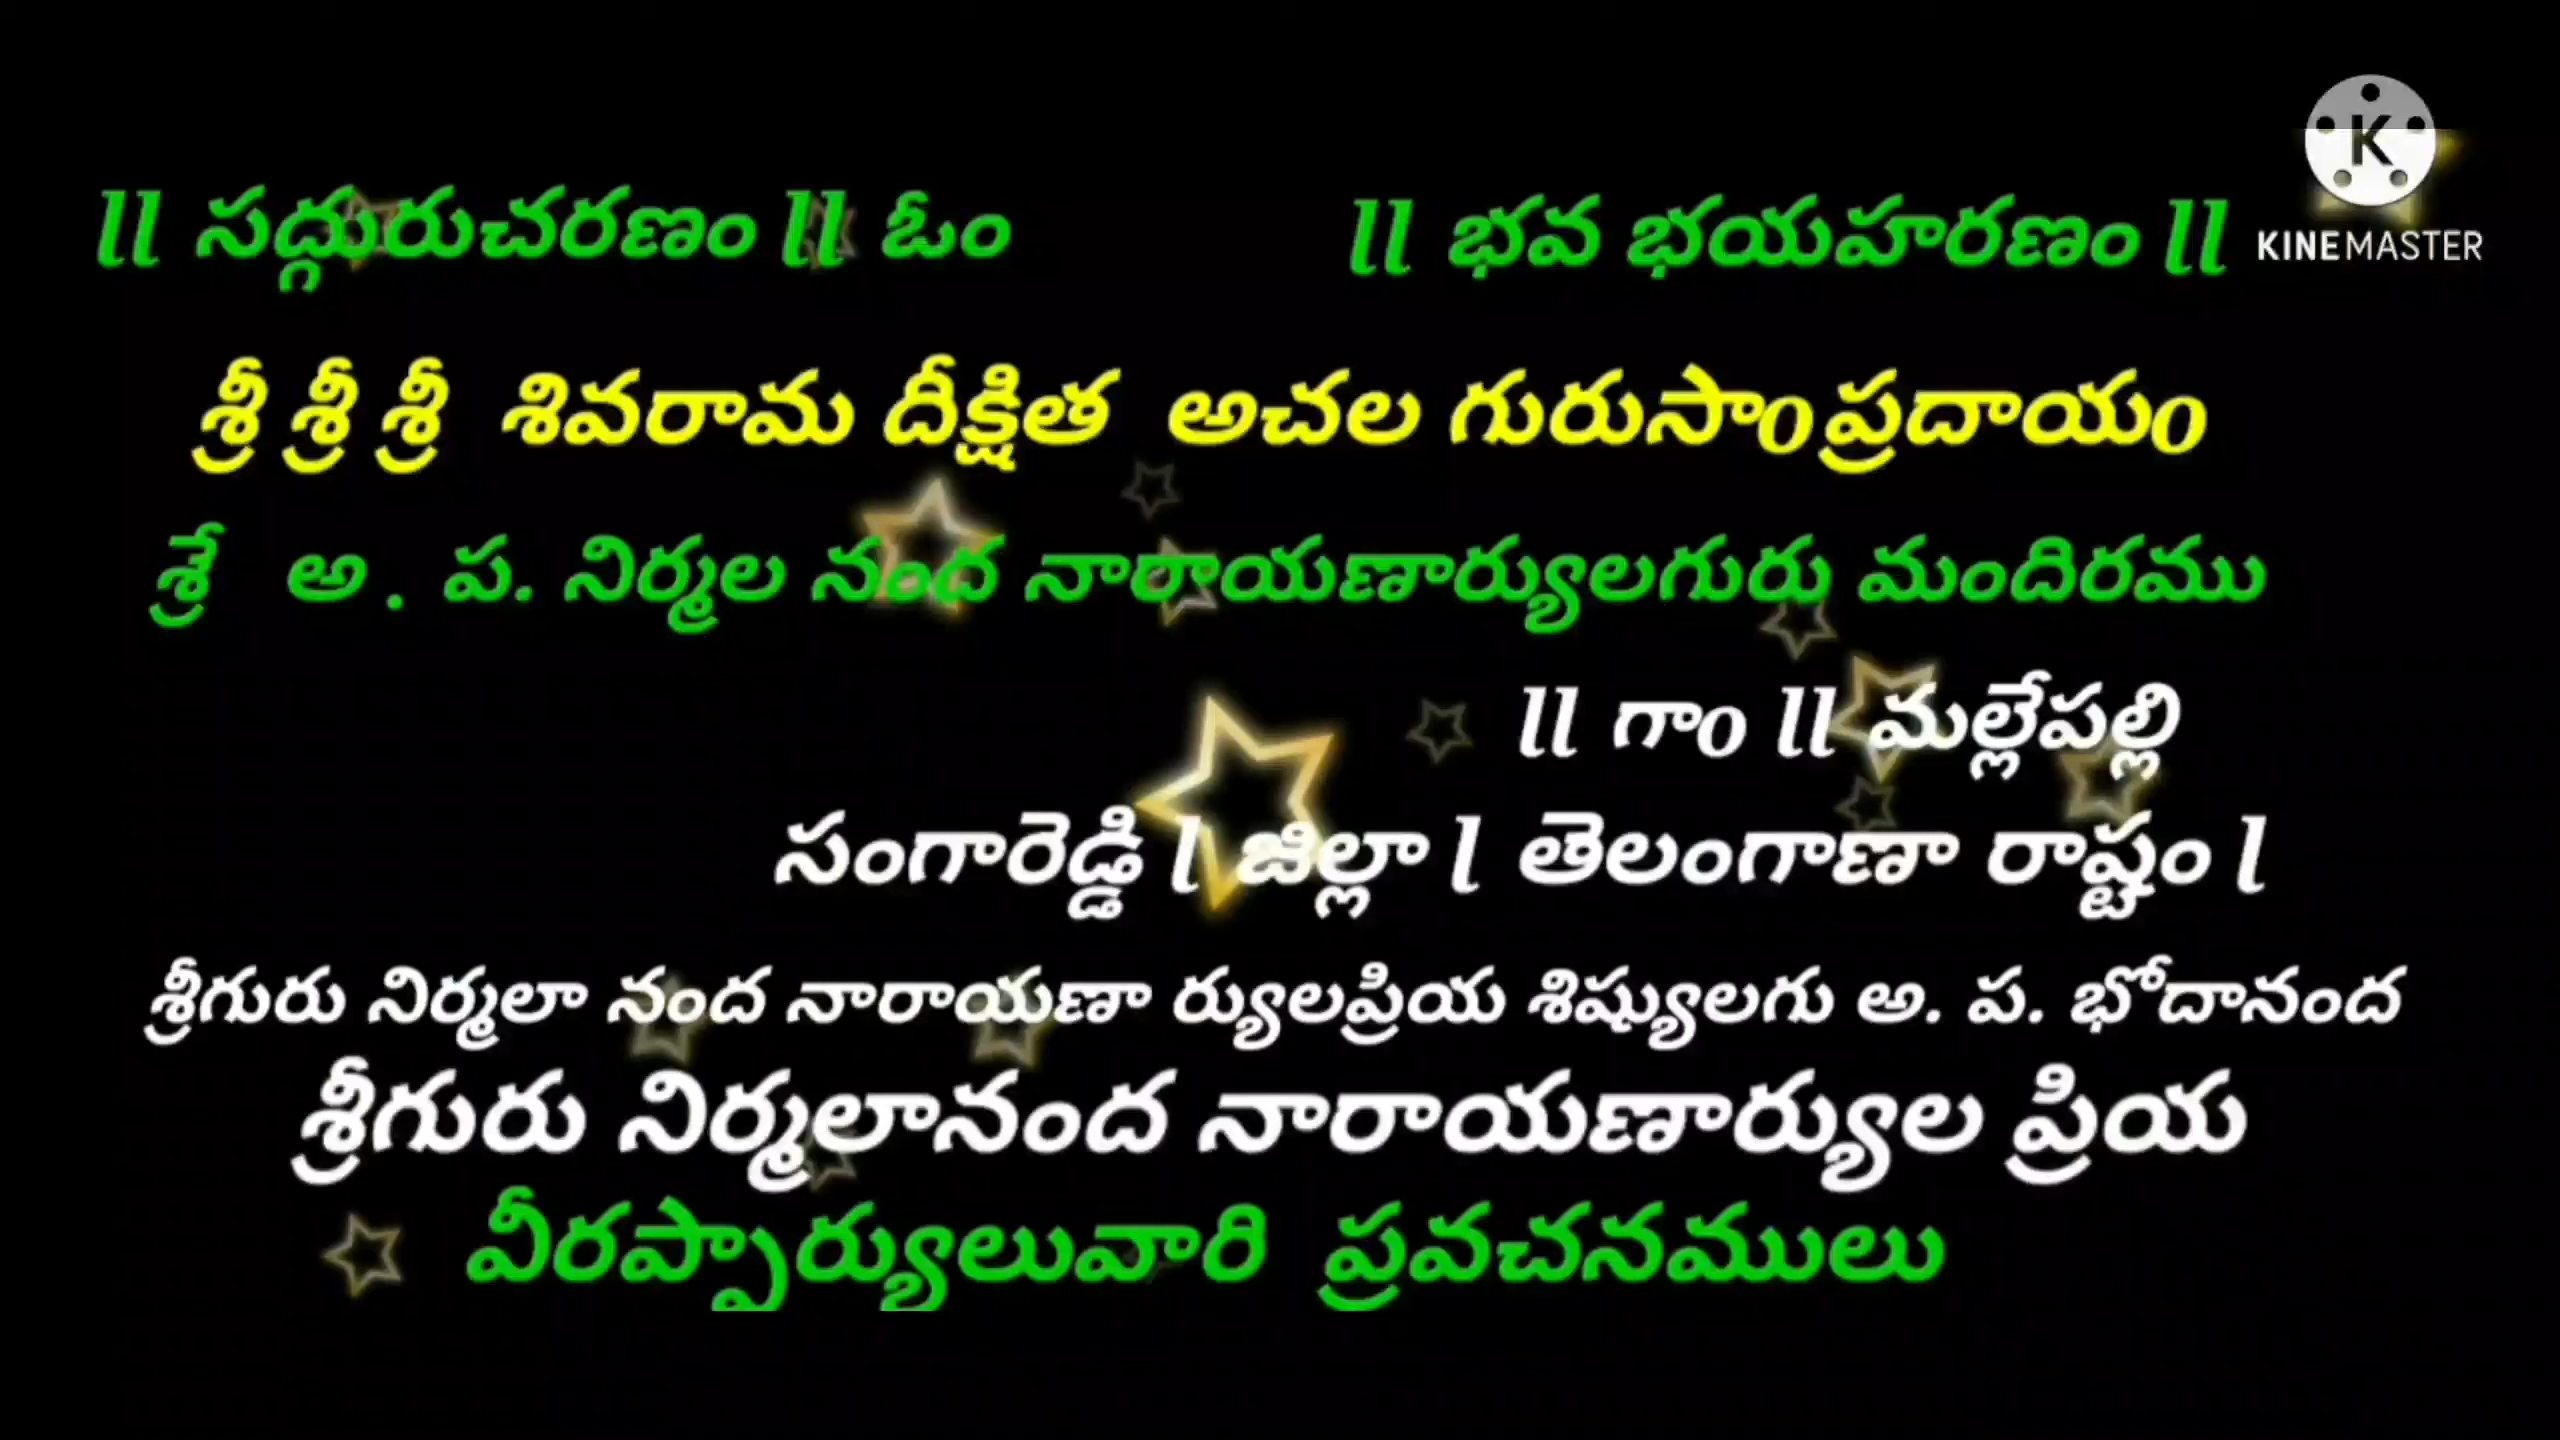 ll సద్గురుచరణం ll ఓం ll భవ భయహరణం ll
KINEMASTER
శ్రీ శ్రీ శ్రీ శివరామ దీక్షిత అచల గురుసాంo ప్రదాయo
శ్రే అ . ప. నిర్మల నంద నారాయణార్యులగురు మందిరము
ll గాo ll మల్లేపల్లి
సంగారెడ్డి l జిల్లా l తెలంగాణా రాష్టం l
శ్రీగురు నిర్మలా నంద నారాయణా ర్యులప్రియ శిష్యులగు అ. ప. భోదానంద
శ్రీగురు నిర్మలానంద నారాయణార్యుల ప్రియ
వీరప్పార్యులువారి ప్రవచనములు